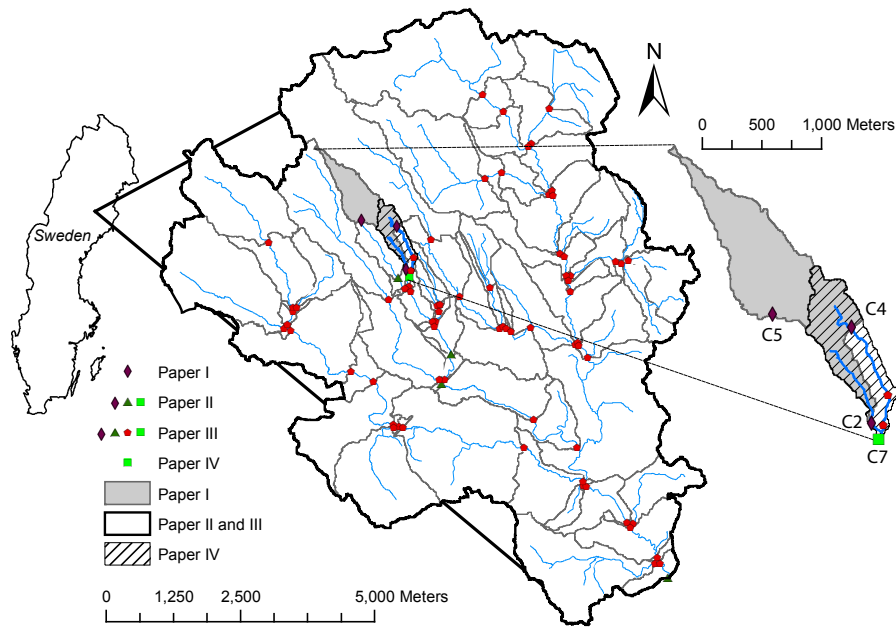 N
0 500 1,000 Meters
Sweden
C4
C5
C2
C7
Paper I
Paper II
Paper III
Paper IV
Paper I
Paper II and III
Paper IV
0 1,250 2,500 5,000 Meters